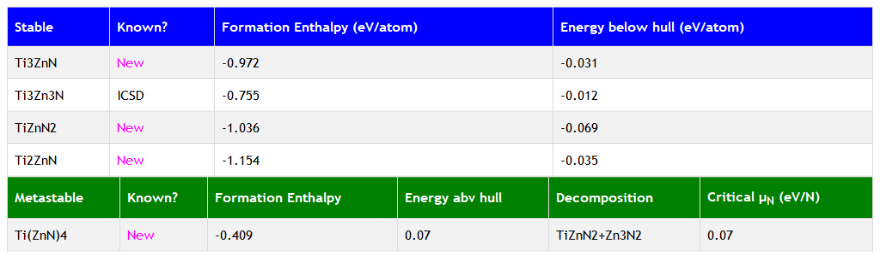 Stable Known? Formation Enthalpy (eV/atom) Energy below hull (eV/atom)
Ti3ZnN New -0.972 -0.031
Ti3Zn3N ICSD -0.755 -0.012
TiZnN2 New -1.036 -0.069
Ti2ZnN New -1.154 -0.035
Metastable Known? Formation Enthalpy Energy abv hull Decomposition Critical μN (eV/N)
Ti(ZnN)4 New -0.409 0.07 TiZnN2+Zn3N2 0.07